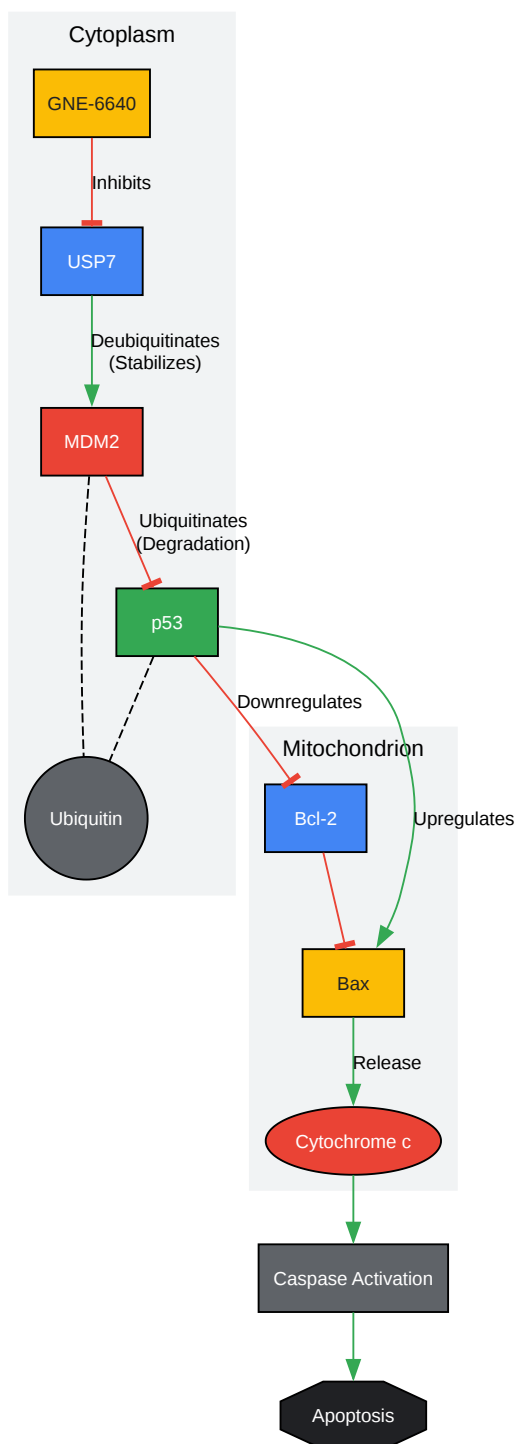 Cytoplasm
GNE-6640
Inhibits
USP7
Deubiquitinates
(Stabilizes)
MDM2
Ubiquitinates
(Degradation)
p53
Downregulates
Mitochondrion
Ubiquitin
Bcl-2
Upregulates
Bax
Release
Cytochrome c
Caspase Activation
Apoptosis